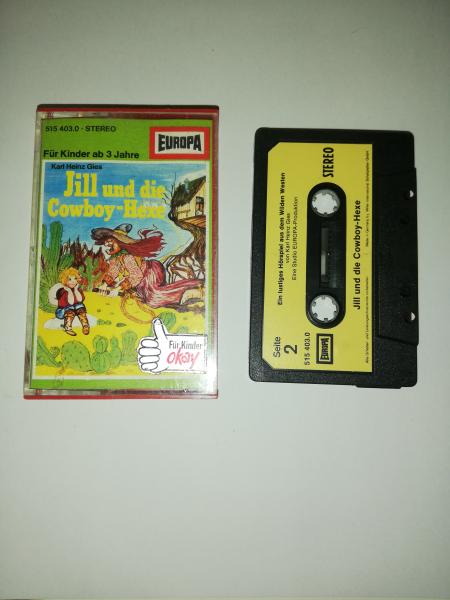 515 403.0 · STEREO
EUROPA
Für Kinder ab 3 Jahre
Karl Heinz Gies
Jill und die
Cowboy-Hexe
Für Kinder
okay
STEREO
Ein lustiges Hörspiel aus dem Wilden Westen
von Karl Heinz Gies
Eine Studio EUROPA-Produktion
Jill und die Cowboy-Hexe
Seite
2
515 403.0
EUROPA